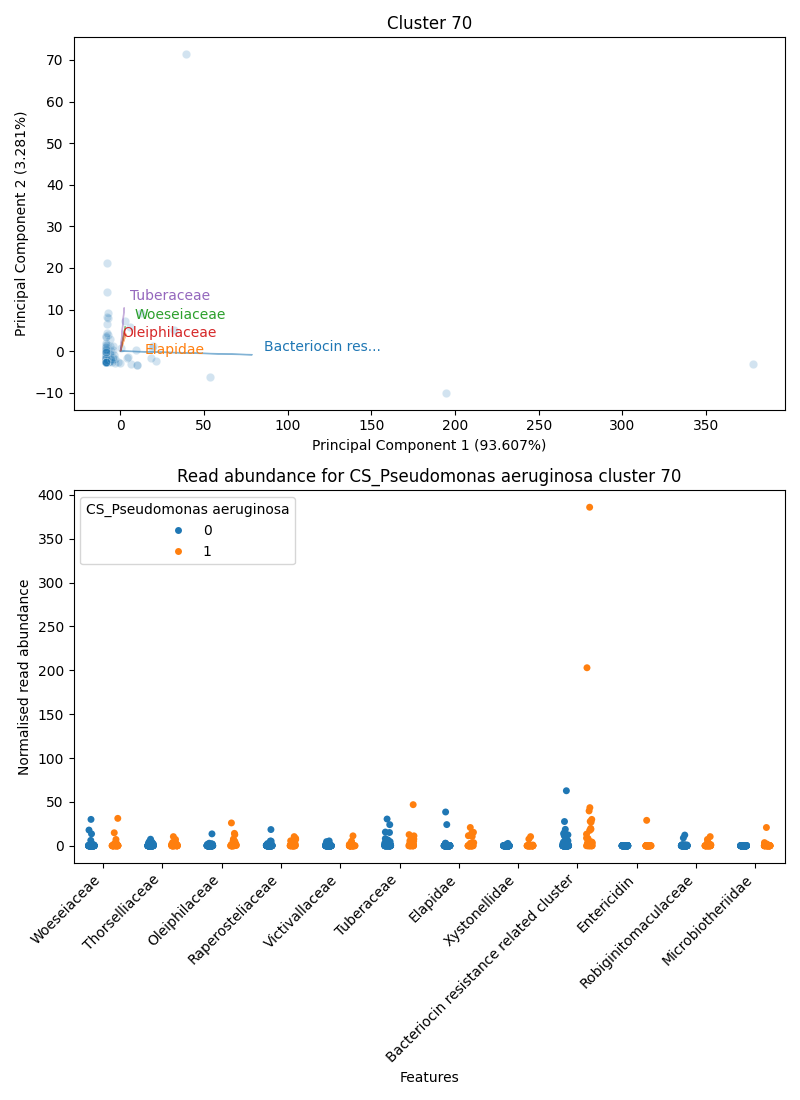 Cluster 70
70
60
50
40
30
20
10
0
−10
Principal Component 2 (3.281%)
Tuberaceae
Woeseiaceae
Oleiphilaceae
Elapidae
Bacteriocin res...
0
50
100
150
200
250
300
350
Principal Component 1 (93.607%)
Read abundance for CS_Pseudomonas aeruginosa cluster 70
400
350
300
250
200
150
100
50
0
Normalised read abundance
CS_Pseudomonas aeruginosa
0
1
Woeseiaceae
Thorselliaceae
Oleiphilaceae
Raperosteliaceae
Victivallaceae
Tuberaceae
Elapidae
Xystonellidae
Bacteriocin resistance related cluster
Entericidin
Robiginitomaculaceae
Microbiotheriidae
Features